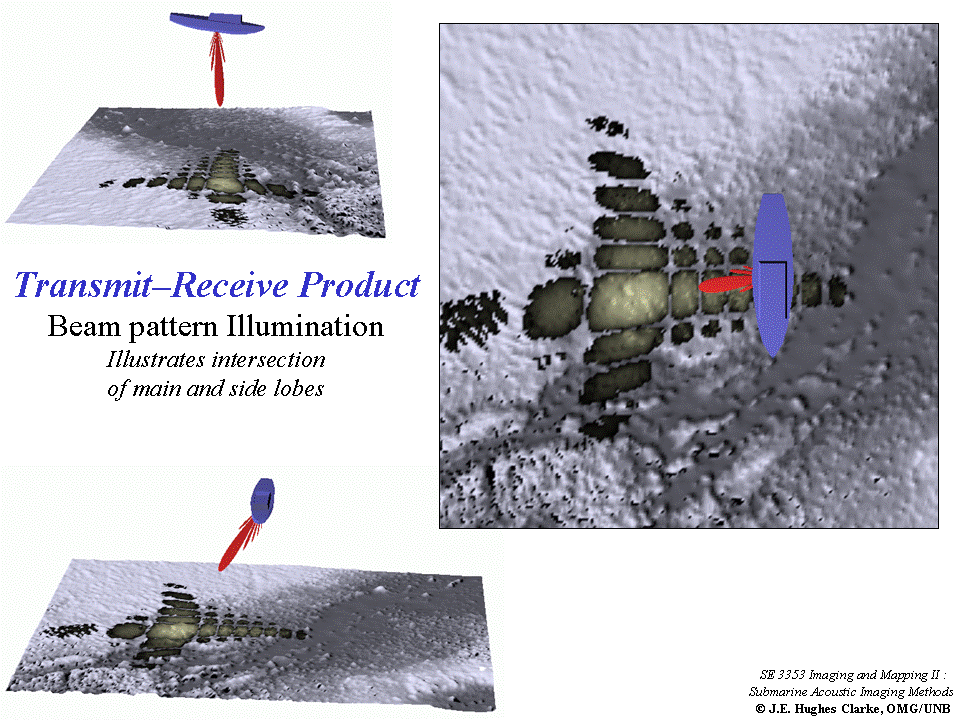 Transmit–Receive Product
Beam pattern Illumination
Illustrates intersection
of main and side lobes
SE 3353 Imaging and Mapping II :
Submarine Acoustic Imaging Methods
© J.E. Hughes Clarke, OMG/UNB